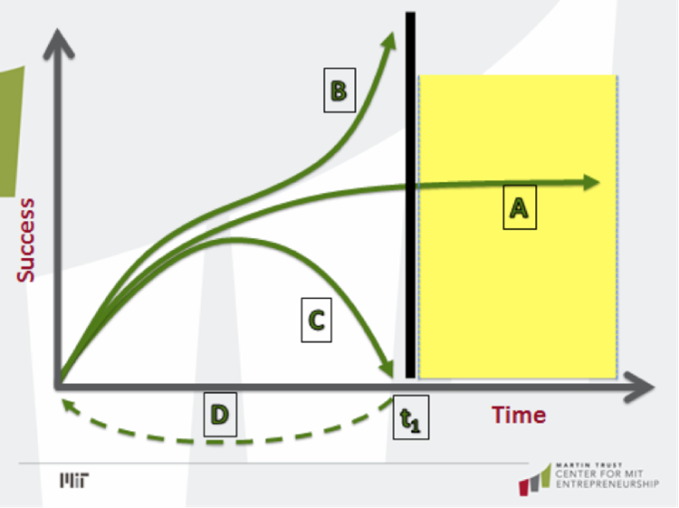 B
A
Success
C
D
t1
Time
MIT
MARTIN TRUST
CENTER FOR MIT
ENTREPRENEURSHIP